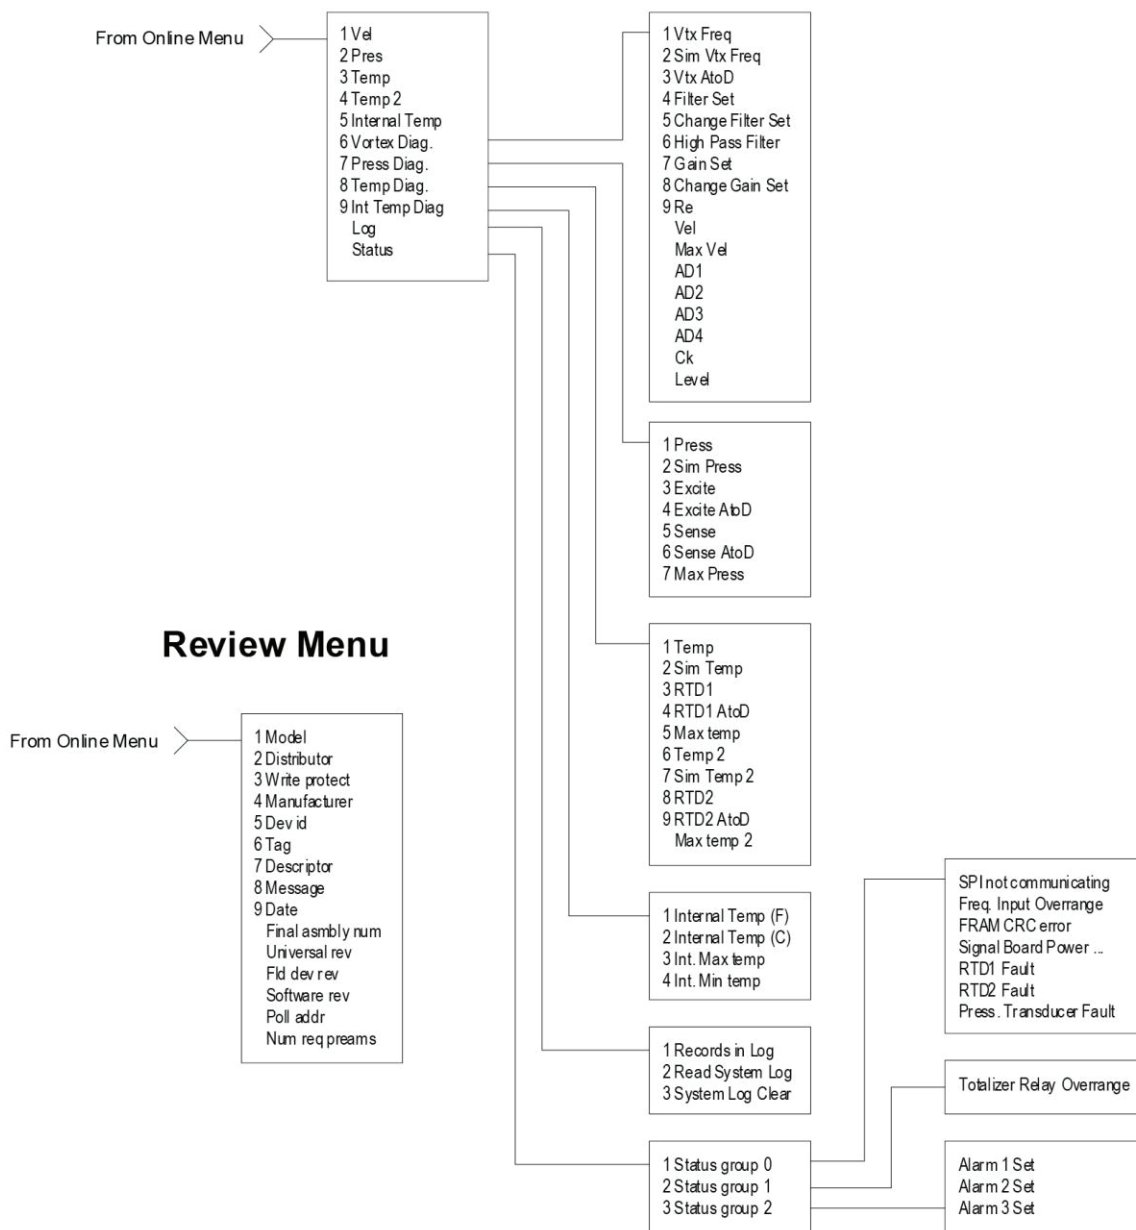 From Online Menu
1 Vel
2 Pres
3 Temp
4 Temp 2
5 Internal Temp
6 Vortex Diag.
7 Press Diag.
8 Temp Diag.
9 Int Temp Diag
Log
Status
1 Vtx Freq
2 Sim Vtx Freq
3 Vtx AtoD
4 Filter Set
5 Change Filter Set
6 High Pass Filter
7 Gain Set
8 Change Gain Set
9 Re
Vel
Max Vel
AD1
AD2
AD3
AD4
Ck
Level
1 Press
2 Sim Press
3 Excite
4 Excite AtoD
5 Sense
6 Sense AtoD
7 Max Press
1 Temp
2 Sim Temp
3 RTD1
4 RTD1 AtoD
5 Max temp
6 Temp 2
7 Sim Temp 2
8 RTD2
9 RTD2 AtoD
Max temp 2
1 Internal Temp (F)
2 Internal Temp (C)
3 Int. Max temp
4 Int. Min temp
1 Records in Log
2 Read System Log
3 System Log Clear
1 Status group 0
2 Status group 1
3 Status group 2
SPI not communicating
Freq. Input Overrange
FRAM CRC error
Signal Board Power ...
RTD1 Fault
RTD2 Fault
Press. Transducer Fault
Totalizer Relay Overrange
Alarm 1 Set
Alarm 2 Set
Alarm 3 Set
Review Menu
From Online Menu
1 Model
2 Distributor
3 Write protect
4 Manufacturer
5 Dev id
6 Tag
7 Descriptor
8 Message
9 Date
Final asmbly num
Universal rev
Fld dev rev
Software rev
Poll addr
Num req preams